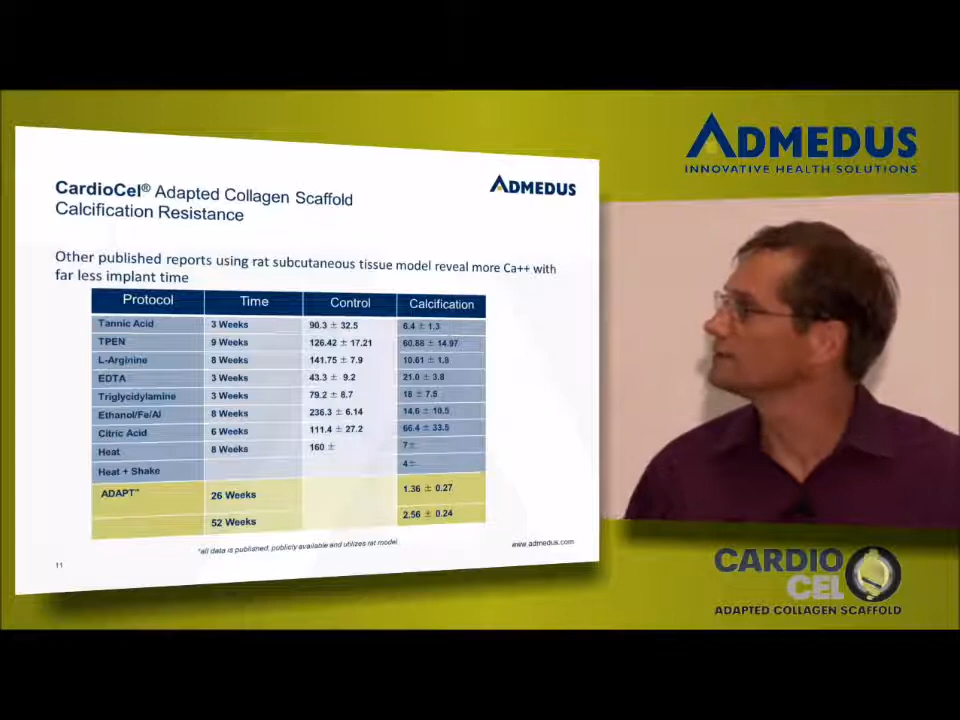 CardioCel® Adapted Collagen Scaffold
Calcification Resistance
ADMEDUS
Other published reports using rat subcutaneous tissue model reveal more Ca++ with
far less implant time
Protocol Time Control Calcification
Tannic Acid 3 Weeks 90.3 ± 32.5 6.4 ± 1.3
TPEN 9 Weeks 126.42 ± 17.21 60.88 ± 14.97
L-Arginine 8 Weeks 141.75 ± 7.9 10.61 ± 1.8
EDTA 3 Weeks 43.3 ± 9.2 21.0 ± 3.8
Triglycidylamine 3 Weeks 79.2 ± 8.7 18 ± 7.5
Ethanol/Fe/Al 8 Weeks 236.3 ± 6.14 14.6 ± 10.5
Citric Acid 6 Weeks 111.4 ± 27.2 66.4 ± 33.5
Heat 8 Weeks 160 ± 7±
Heat + Shake 4±
ADAPT* 26 Weeks 1.36 ± 0.27
52 Weeks 2.56 ± 0.24
*all data is published, publicly available and utilizes rat model
www.admedus.com
11
ADMEDUS
INNOVATIVE HEALTH SOLUTIONS
CARDIO
CEL
ADAPTED COLLAGEN SCAFFOLD